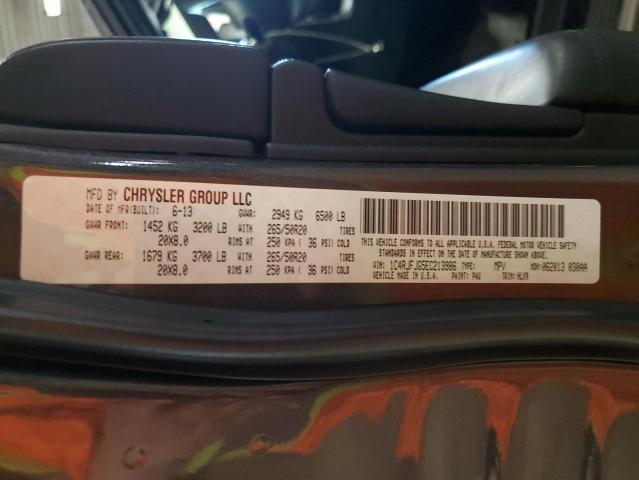 MFD BY CHRYSLER GROUP LLC
DATE OF MFR(BUILT): 6-13 GVWR: 2949 KG 6500 LB
GAWR FRONT: 1452 KG 3200 LB WITH 265/50R20 TIRES
20X8.0 RIMS AT 250 KPA ( 36 PSI) COLD
GAWR REAR: 1679 KG 3700 LB WITH 265/50R20 TIRES
20X8.0 RIMS AT 250 KPA ( 36 PSI) COLD
THIS VEHICLE CONFORMS TO ALL APPLICABLE U.S.A. FEDERAL MOTOR VEHICLE SAFETY
STANDARDS IN EFFECT ON THE DATE OF MANUFACTURE SHOWN ABOVE.
VIN: 1C4RJFJG5EC213986 TYPE: MPV MDH: 062013 030AA
VEHICLE MADE IN U.S.A. PAINT: PAU TRIM: HLX9